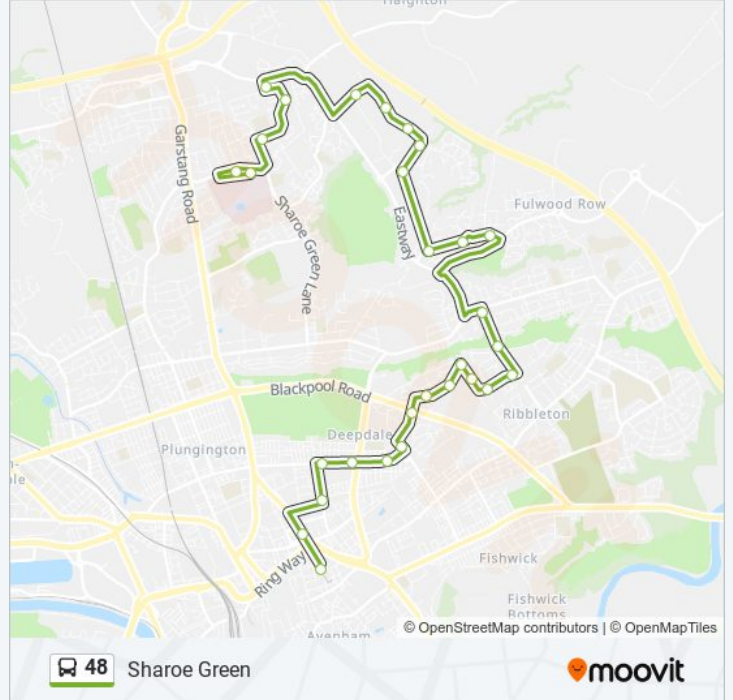 Haighton
Garstang Road
Sharoe Green Lane
Eastway
Fulwood Row
Blackpool Road
Ribbleton
Deepdale
Plungington
Ring Way
Fishwick
Fishwick
Bottoms
Avenham
© OpenStreetMap contributors | © OpenMapTiles
48 Sharoe Green
moovit